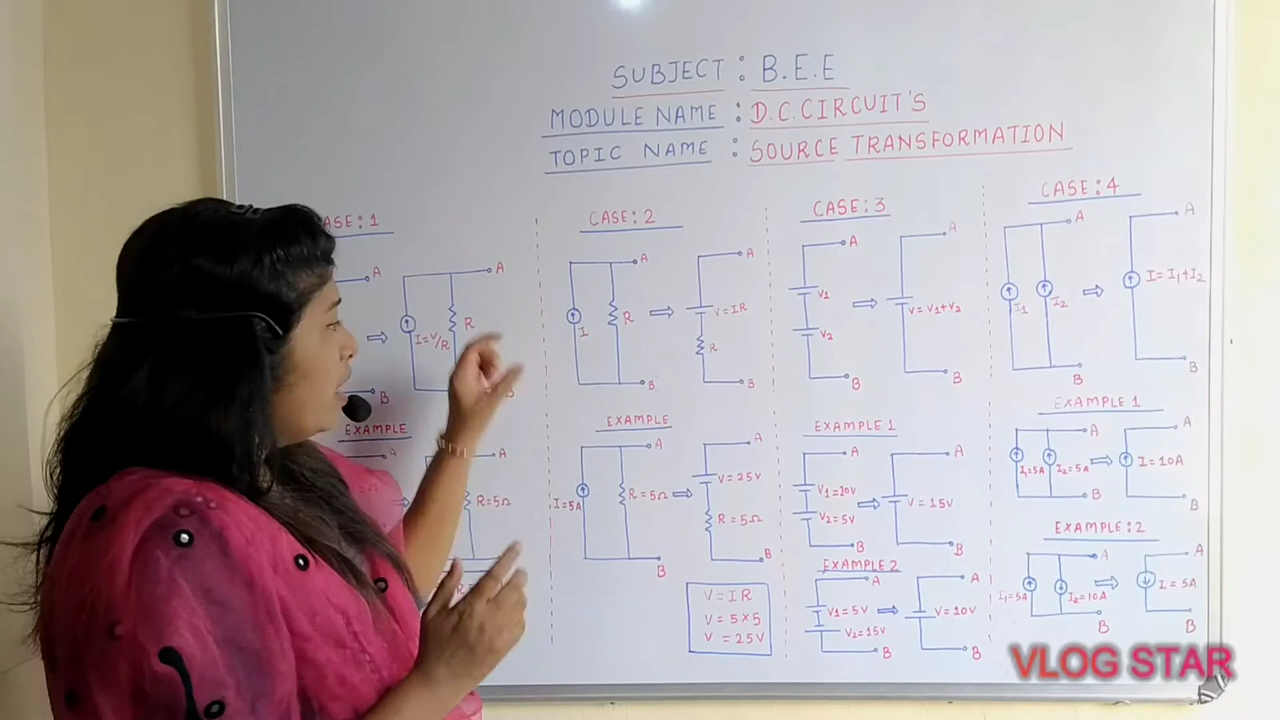 SUBJECT : B.E.E
MODULE NAME : D.C.CIRCUIT'S
TOPIC NAME : SOURCE TRANSFORMATION
CASE:1
A
A
I=V/R
R
B
B
EXAMPLE
A
A
R=5Ω
CASE:2
A
I
R
B
A
V=IR
R
B
EXAMPLE
A
I=5A
R=5Ω
B
A
V=25V
R=5Ω
B
V=IR
V=5×5
V=25V
CASE:3
A
V1
V2
B
A
V=V1+V2
B
EXAMPLE 1
A
V1=10V
V2=5V
B
A
V=15V
B
EXAMPLE 2
A
V1=5V
V2=15V
B
A
V=10V
B
CASE:4
A
I1
I2
B
A
I=I1+I2
B
EXAMPLE 1
A
I1=5A
I2=5A
B
A
I=10A
B
EXAMPLE:2
A
I1=5A
I2=10A
B
A
I=5A
B
VLOG STAR